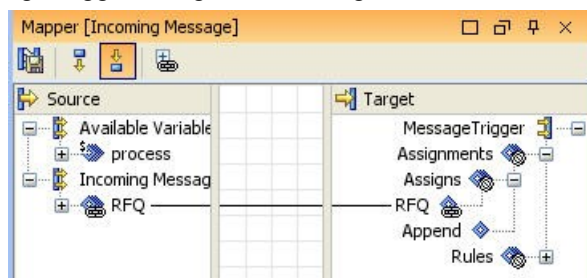 Mapper [Incoming Message]
Source
Target
Available Variable
MessageTrigger
process
Assignments
Incoming Messag
Assigns
RFQ
RFQ
Append
Rules